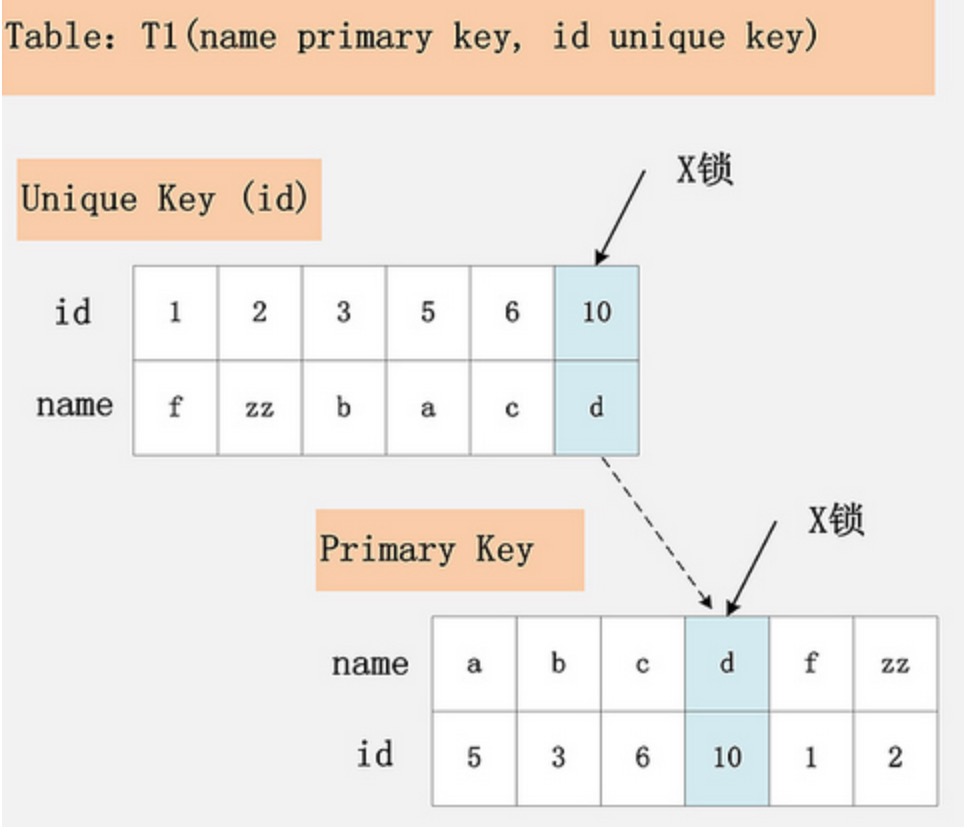 Table: T1(name primary key, id unique key)
X锁
Unique Key (id)
id 1 2 3 5 6 10
name f zz b a c d
X锁
Primary Key
name a b c d f zz
id 5 3 6 10 1 2